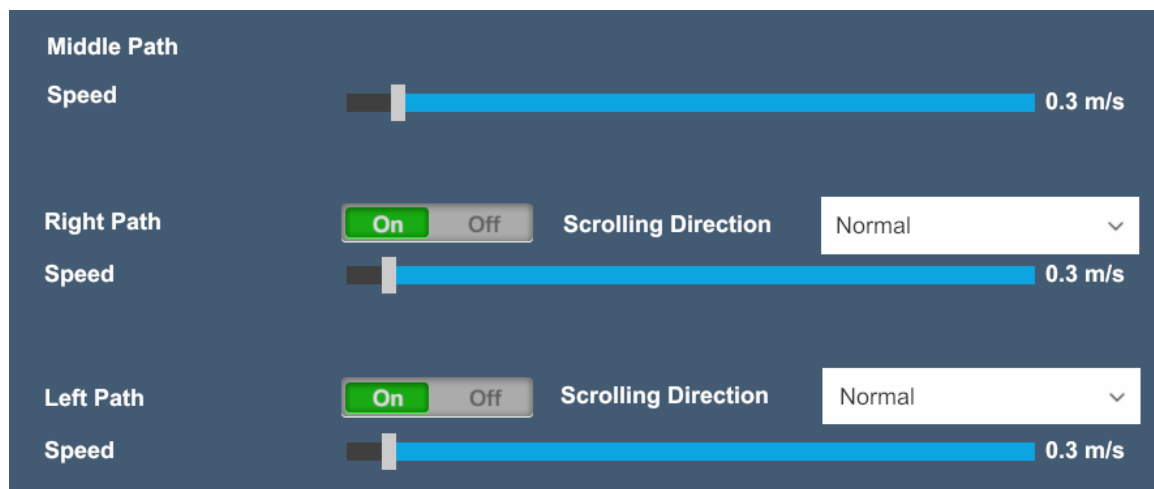 Middle Path
Speed 0.3 m/s
Right Path On Off Scrolling Direction Normal
Speed 0.3 m/s
Left Path On Off Scrolling Direction Normal
Speed 0.3 m/s